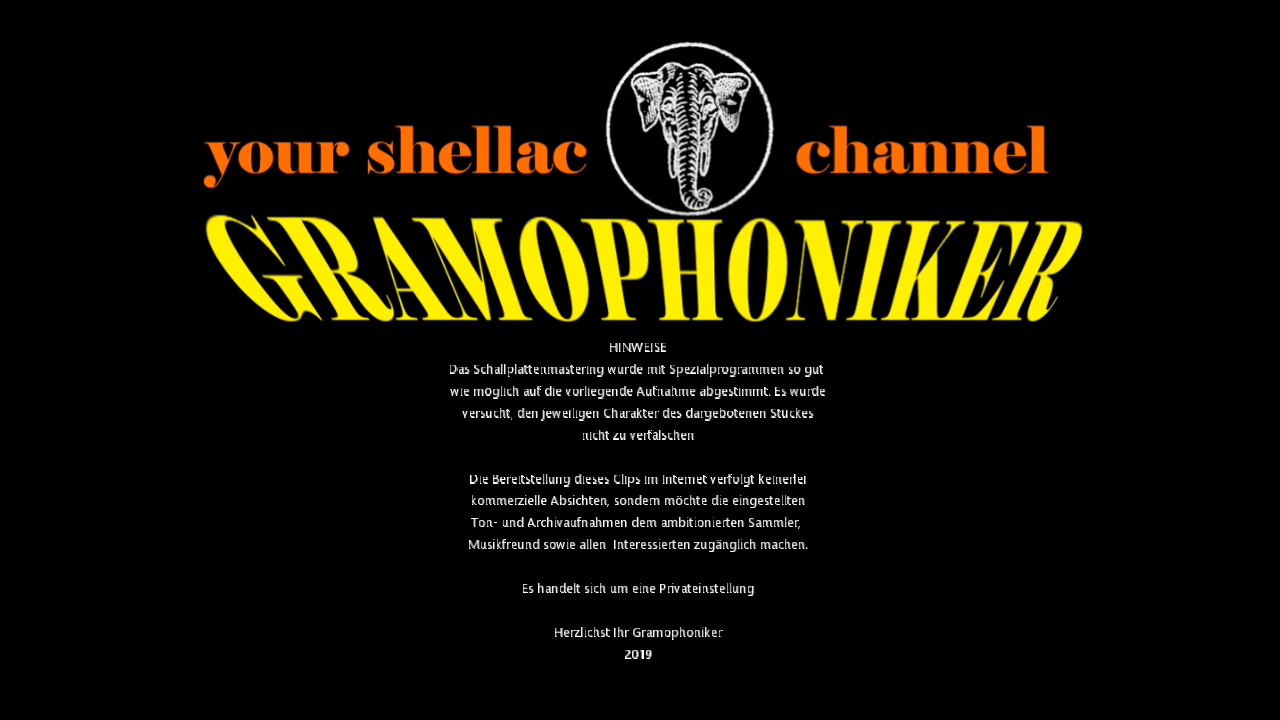 your shellac channel
GRAMOPHONIKER
HINWEISE
Das Schallplattenmastering wurde mit Spezialprogrammen so gut
wie möglich auf die vorliegende Aufnahme abgestimmt. Es wurde
versucht, den jeweiligen Charakter des dargebotenen Stückes
nicht zu verfälschen
Die Bereitstellung dieses Clips im Internet verfolgt keinerlei
kommerzielle Absichten, sondern möchte die eingestellten
Ton- und Archivaufnahmen dem ambitionierten Sammler,
Musikfreund sowie allen Interessierten zugänglich machen.
Es handelt sich um eine Privateinstellung
Herzlichst Ihr Gramophoniker
2019